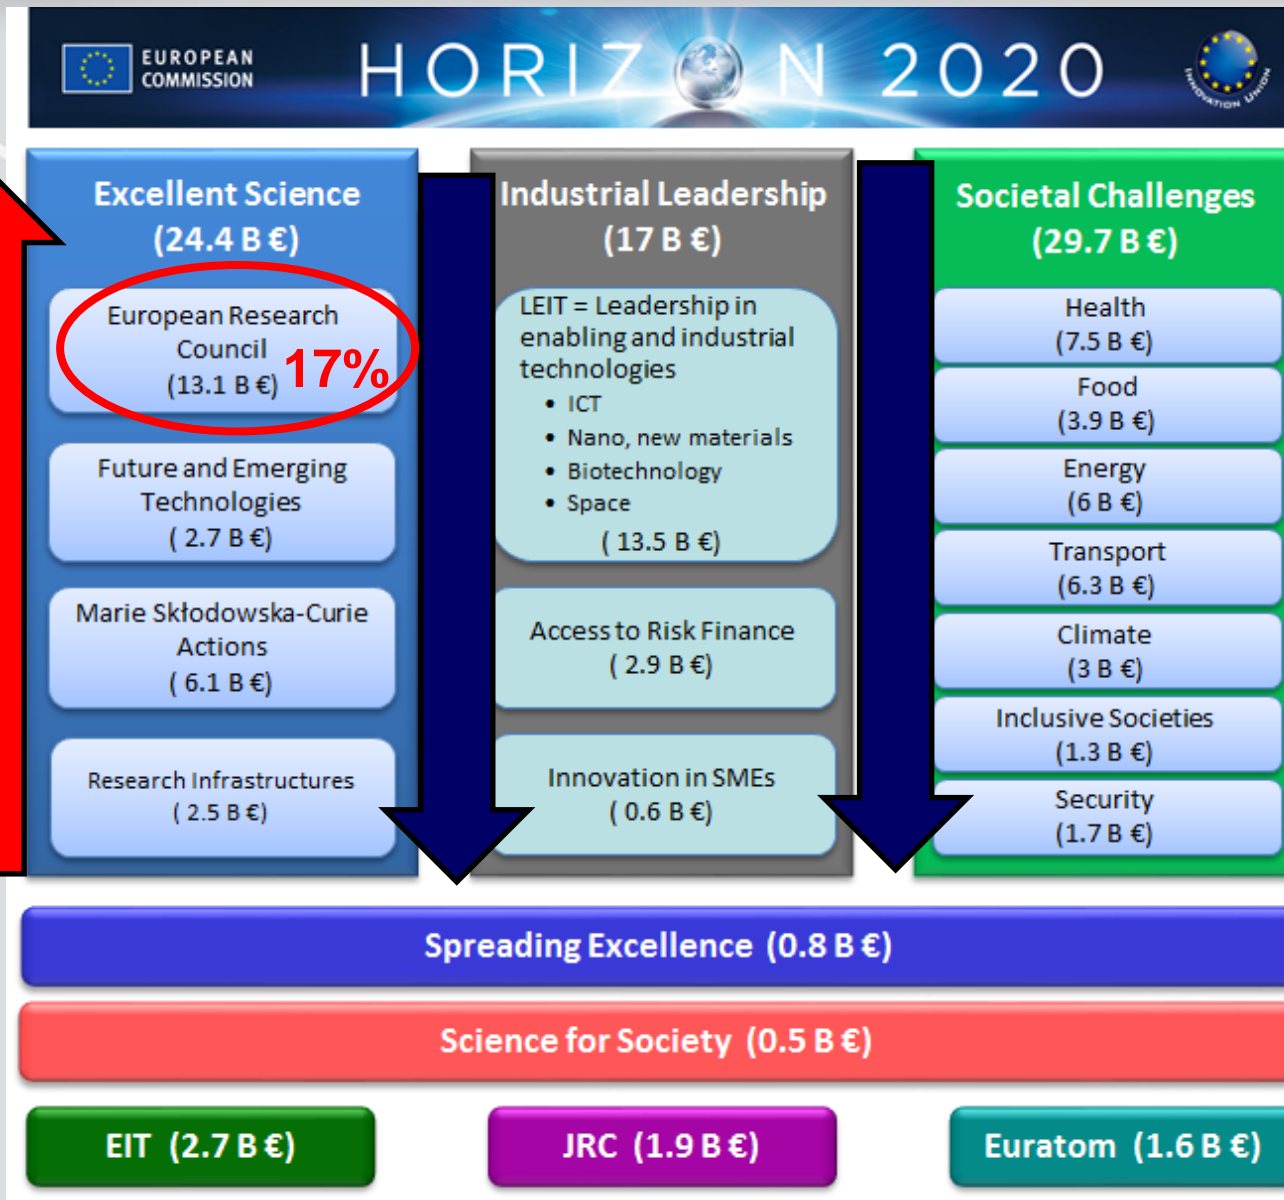 EUROPEAN
COMMISSION
HORIZON 2020
INNOVATION UNION
Excellent Science
(24.4 B €)
European Research
Council
(13.1 B €)
17%
Future and Emerging
Technologies
( 2.7 B €)
Marie Skłodowska-Curie
Actions
( 6.1 B €)
Research Infrastructures
( 2.5 B €)
Industrial Leadership
(17 B €)
LEIT = Leadership in
enabling and industrial
technologies
• ICT
• Nano, new materials
• Biotechnology
• Space
( 13.5 B €)
Access to Risk Finance
( 2.9 B €)
Innovation in SMEs
( 0.6 B €)
Societal Challenges
(29.7 B €)
Health
(7.5 B €)
Food
(3.9 B €)
Energy
(6 B €)
Transport
(6.3 B €)
Climate
(3 B €)
Inclusive Societies
(1.3 B €)
Security
(1.7 B €)
Spreading Excellence (0.8 B €)
Science for Society (0.5 B €)
EIT (2.7 B €)
JRC (1.9 B €)
Euratom (1.6 B €)